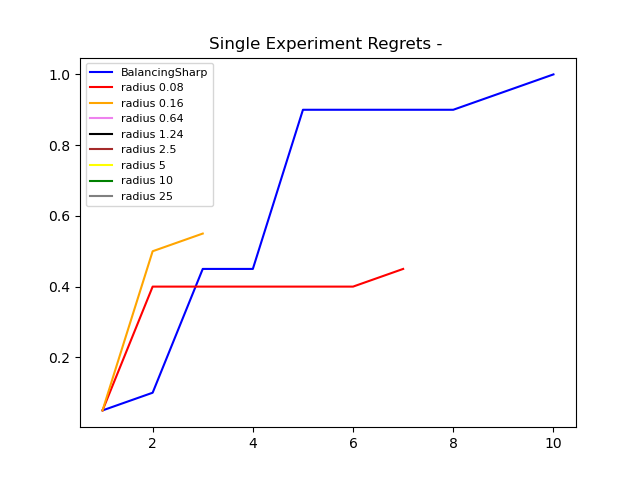 Single Experiment Regrets -
BalancingSharp
radius 0.08
radius 0.16
radius 0.64
radius 1.24
radius 2.5
radius 5
radius 10
radius 25
1.0
0.8
0.6
0.4
0.2
2 4 6 8 10